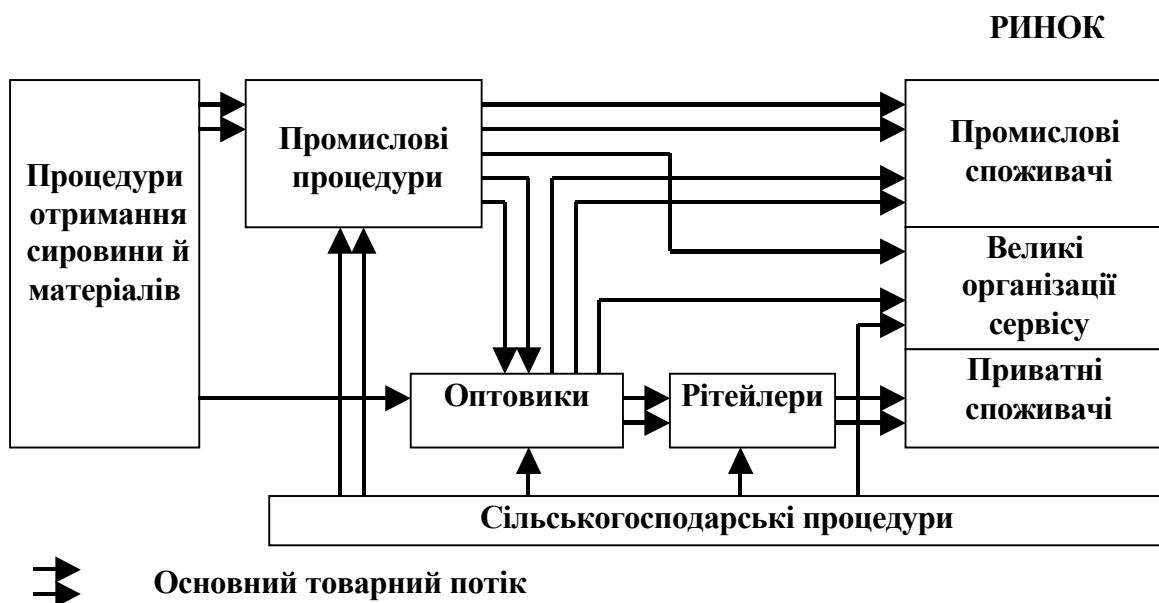 РИНОК
Процедури
отримання
сировини й
матеріалів
Промислові
процедури
Промислові
споживачі
Великі
організації
сервісу
Приватні
споживачі
Оптовики
Рітейлери
Сільськогосподарські процедури
Основний товарний потік